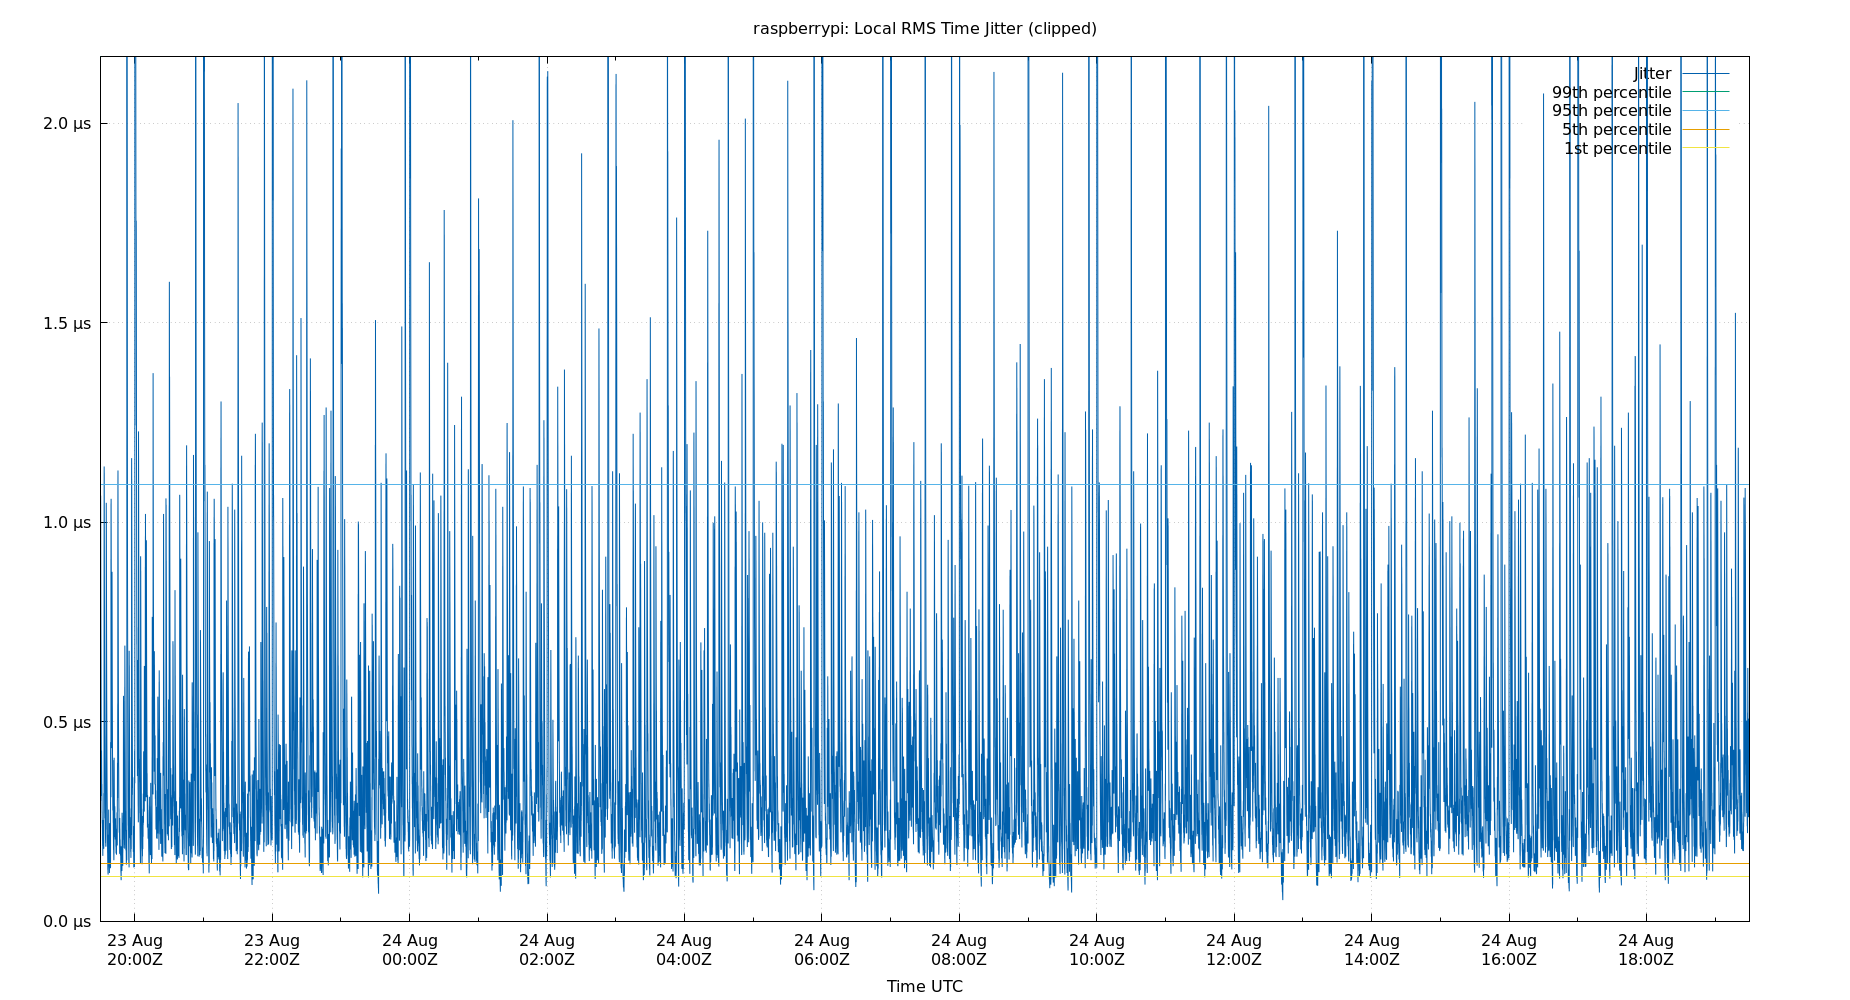 raspberrypi: Local RMS Time Jitter (clipped)
Jitter
99th percentile
95th percentile
5th percentile
1st percentile
2.0 µs
1.5 µs
1.0 µs
0.5 µs
0.0 µs
23 Aug 23 Aug 24 Aug 24 Aug 24 Aug 24 Aug 24 Aug 24 Aug 24 Aug 24 Aug 24 Aug 24 Aug
20:00Z 22:00Z 00:00Z 02:00Z 04:00Z 06:00Z 08:00Z 10:00Z 12:00Z 14:00Z 16:00Z 18:00Z
Time UTC